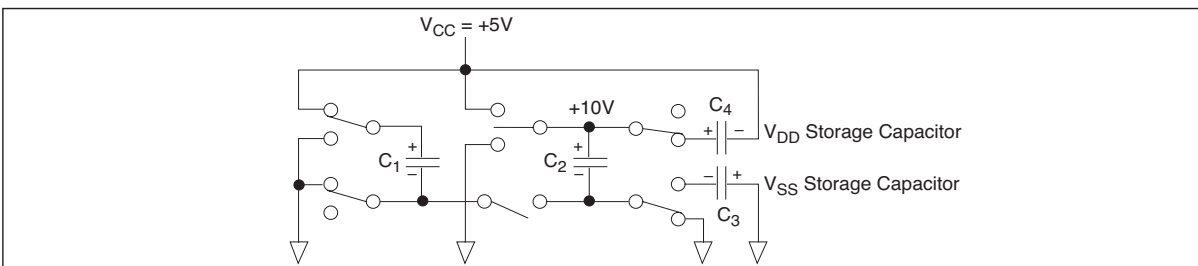 V_CC = +5V
+10V
C_4
+ −
V_DD Storage Capacitor
+
C_1
−
+
C_2
−
− +
V_SS Storage Capacitor
C_3